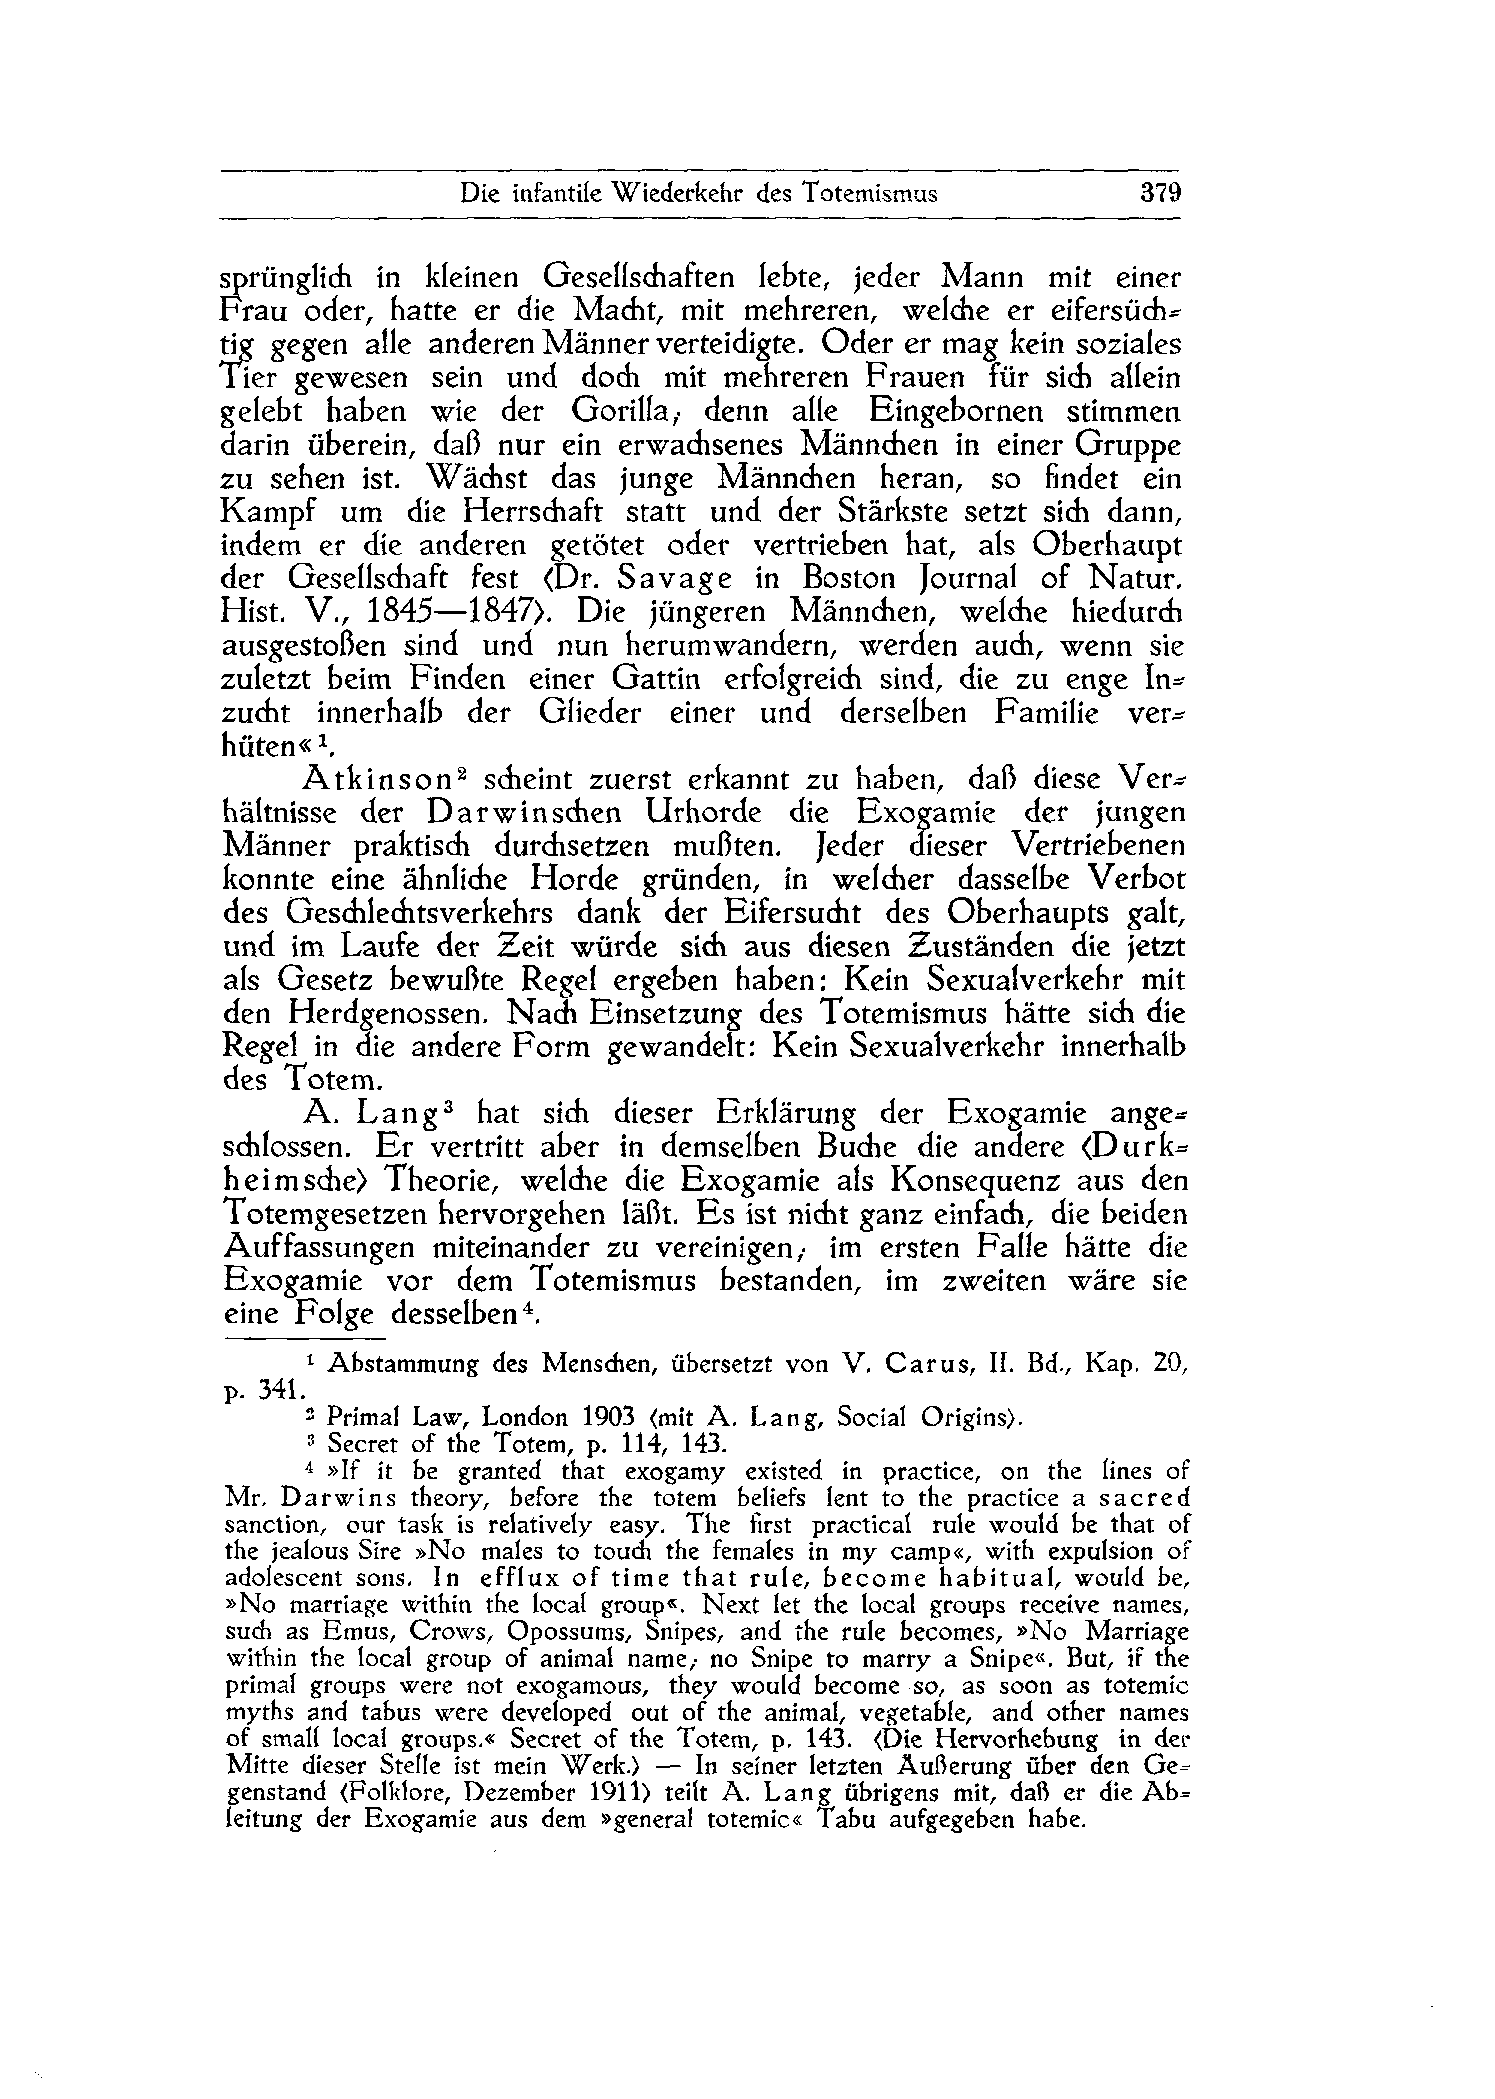 Die infantile Wiederkehr des Totemismus 379
sprünglich in kleinen Gesellschaften lebte, jeder Mann mit einer
Frau oder, hatte er die Macht, mit mehreren, welche er eifersüch-
tig gegen alle anderen Männer verteidigte. Oder er mag kein soziales
Tier gewesen sein und doch mit mehreren Frauen für sich allein
gelebt haben wie der Gorilla; denn alle Eingebornen stimmen
darin überein, daß nur ein erwachsenes Männchen in einer Gruppe
zu sehen ist. Wächst das junge Männchen heran, so findet ein
Kampf um die Herrschaft statt und der Stärkste setzt sich dann,
indem er die anderen getötet oder vertrieben hat, als Oberhaupt
der Gesellschaft fest (Dr. Savage in Boston Journal of Natur.
Hist. V., 1845—1847). Die jüngeren Männchen, welche hiedurch
ausgestoßen sind und nun herumwandern, werden auch, wenn sie
zuletzt beim Finden einer Gattin erfolgreich sind, die zu enge In-
zucht innerhalb der Glieder einer und derselben Familie ver-
hüten«¹.
Atkinson² scheint zuerst erkannt zu haben, daß diese Ver-
hältnisse der Darwinschen Urhorde die Exogamie der jungen
Männer praktisch durchsetzen mußten. Jeder dieser Vertriebenen
konnte eine ähnliche Horde gründen, in welcher dasselbe Verbot
des Geschlechtsverkehrs dank der Eifersucht des Oberhaupts galt,
und im Laufe der Zeit würde sich aus diesen Zuständen die jetzt
als Gesetz bewußte Regel ergeben haben: Kein Sexualverkehr mit
den Herdgenossen. Nach Einsetzung des Totemismus hätte sich die
Regel in die andere Form gewandelt: Kein Sexualverkehr innerhalb
des Totem.
A. Lang³ hat sich dieser Erklärung der Exogamie ange-
schlossen. Er vertritt aber in demselben Buche die andere (Durk-
heimsche) Theorie, welche die Exogamie als Konsequenz aus den
Totemgesetzen hervorgehen läßt. Es ist nicht ganz einfach, die beiden
Auffassungen miteinander zu vereinigen; im ersten Falle hätte die
Exogamie vor dem Totemismus bestanden, im zweiten wäre sie
eine Folge desselben⁴.
¹ Abstammung des Menschen, übersetzt von V. Carus, II. Bd., Kap. 20,
p. 341.
² Primal Law, London 1903 (mit A. Lang, Social Origins).
³ Secret of the Totem, p. 114, 143.
⁴ »If it be granted that exogamy existed in practice, on the lines of
Mr. Darwins theory, before the totem beliefs lent to the practice a sacred
sanction, our task is relatively easy. The first practical rule would be that of
the jealous Sire »No males to touch the females in my camp«, with expulsion of
adolescent sons. In efflux of time that rule, become habitual, would be,
»No marriage within the local group«. Next let the local groups receive names,
such as Emus, Crows, Opossums, Snipes, and the rule becomes, »No Marriage
within the local group of animal name; no Snipe to marry a Snipe«. But, if the
primal groups were not exogamous, they would become so, as soon as totemic
myths and tabus were developed out of the animal, vegetable, and other names
of small local groups.« Secret of the Totem, p. 143. (Die Hervorhebung in der
Mitte dieser Stelle ist mein Werk.) — In seiner letzten Äußerung über den Ge-
genstand (Folklore, Dezember 1911) teilt A. Lang übrigens mit, daß er die Ab-
leitung der Exogamie aus dem »general totemic« Tabu aufgegeben habe.